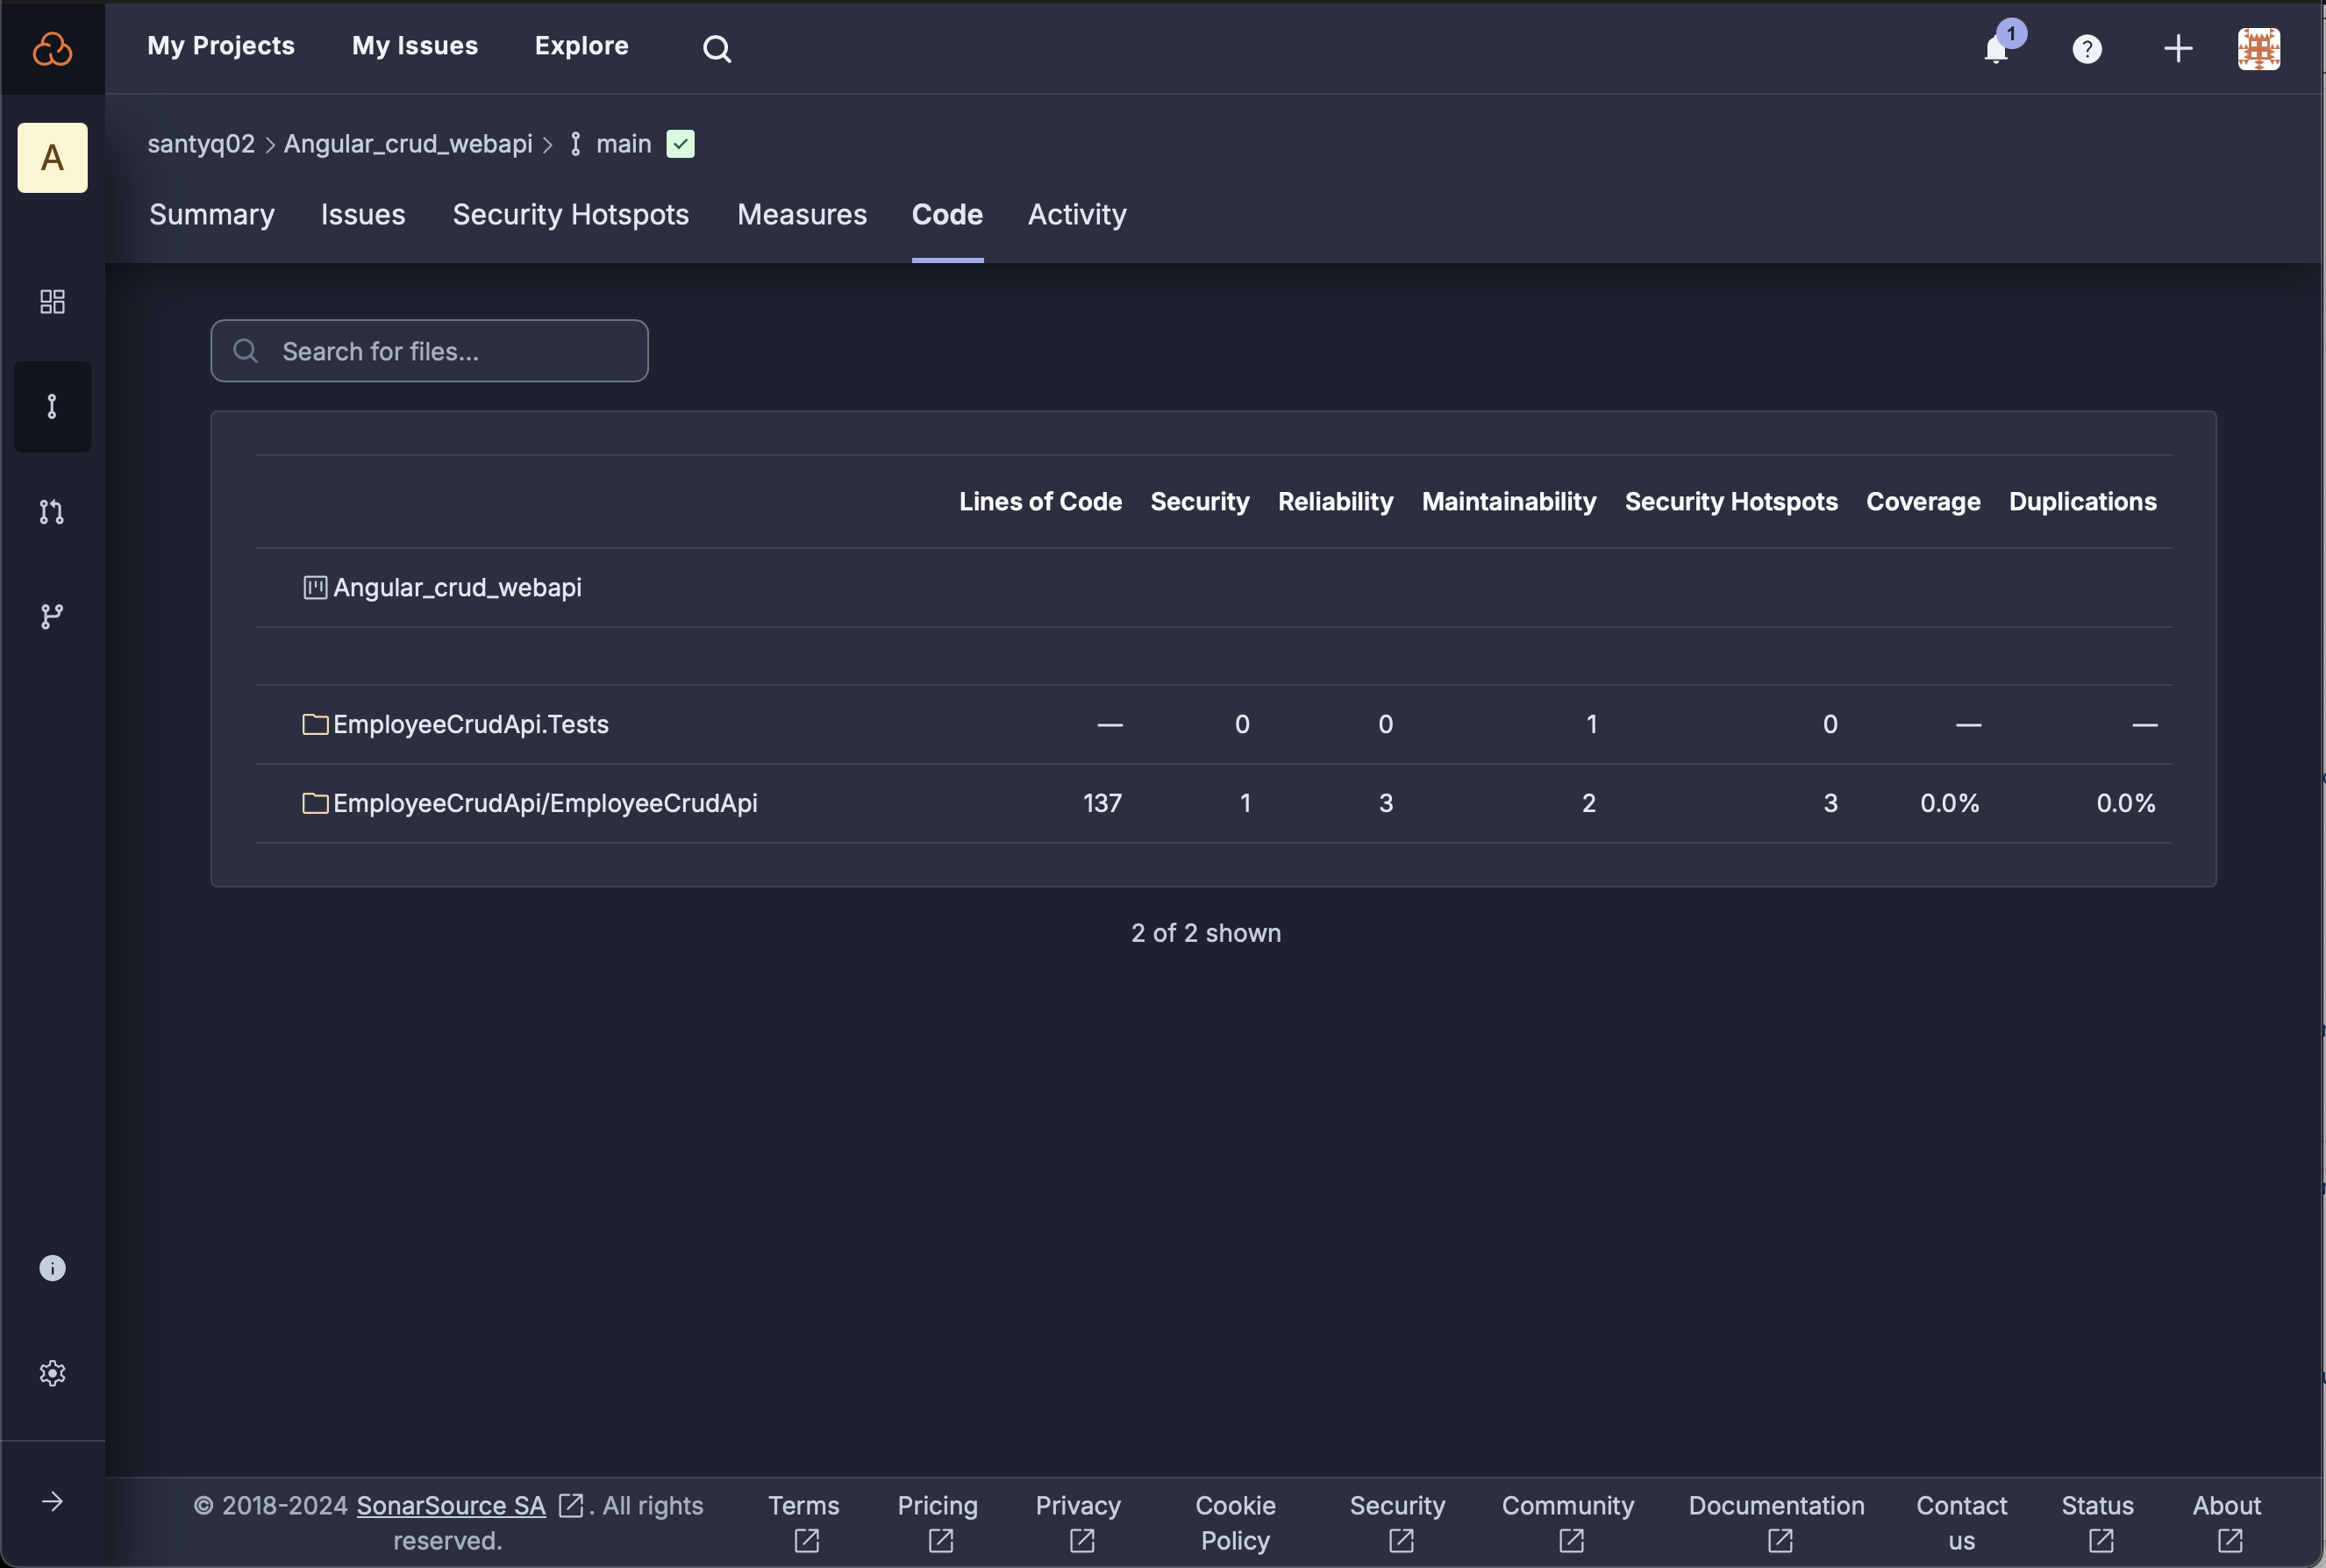 My Projects My Issues Explore 1
A
santyq02 > Angular_crud_webapi > main
Summary Issues Security Hotspots Measures Code Activity
Search for files...
Lines of Code Security Reliability Maintainability Security Hotspots Coverage Duplications
Angular_crud_webapi
EmployeeCrudApi.Tests — 0 0 1 0 — —
EmployeeCrudApi/EmployeeCrudApi 137 1 3 2 3 0.0% 0.0%
2 of 2 shown
© 2018-2024 SonarSource SA . All rights reserved.
Terms
Pricing
Privacy
Cookie Policy
Security
Community
Documentation
Contact us
Status
About